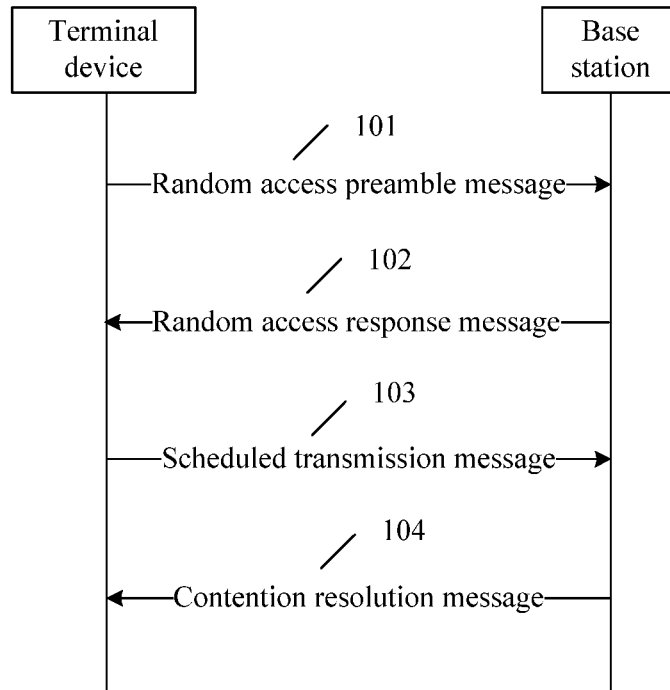 Terminal
device
Base
station
101
Random access preamble message
102
Random access response message
103
Scheduled transmission message
104
Contention resolution message